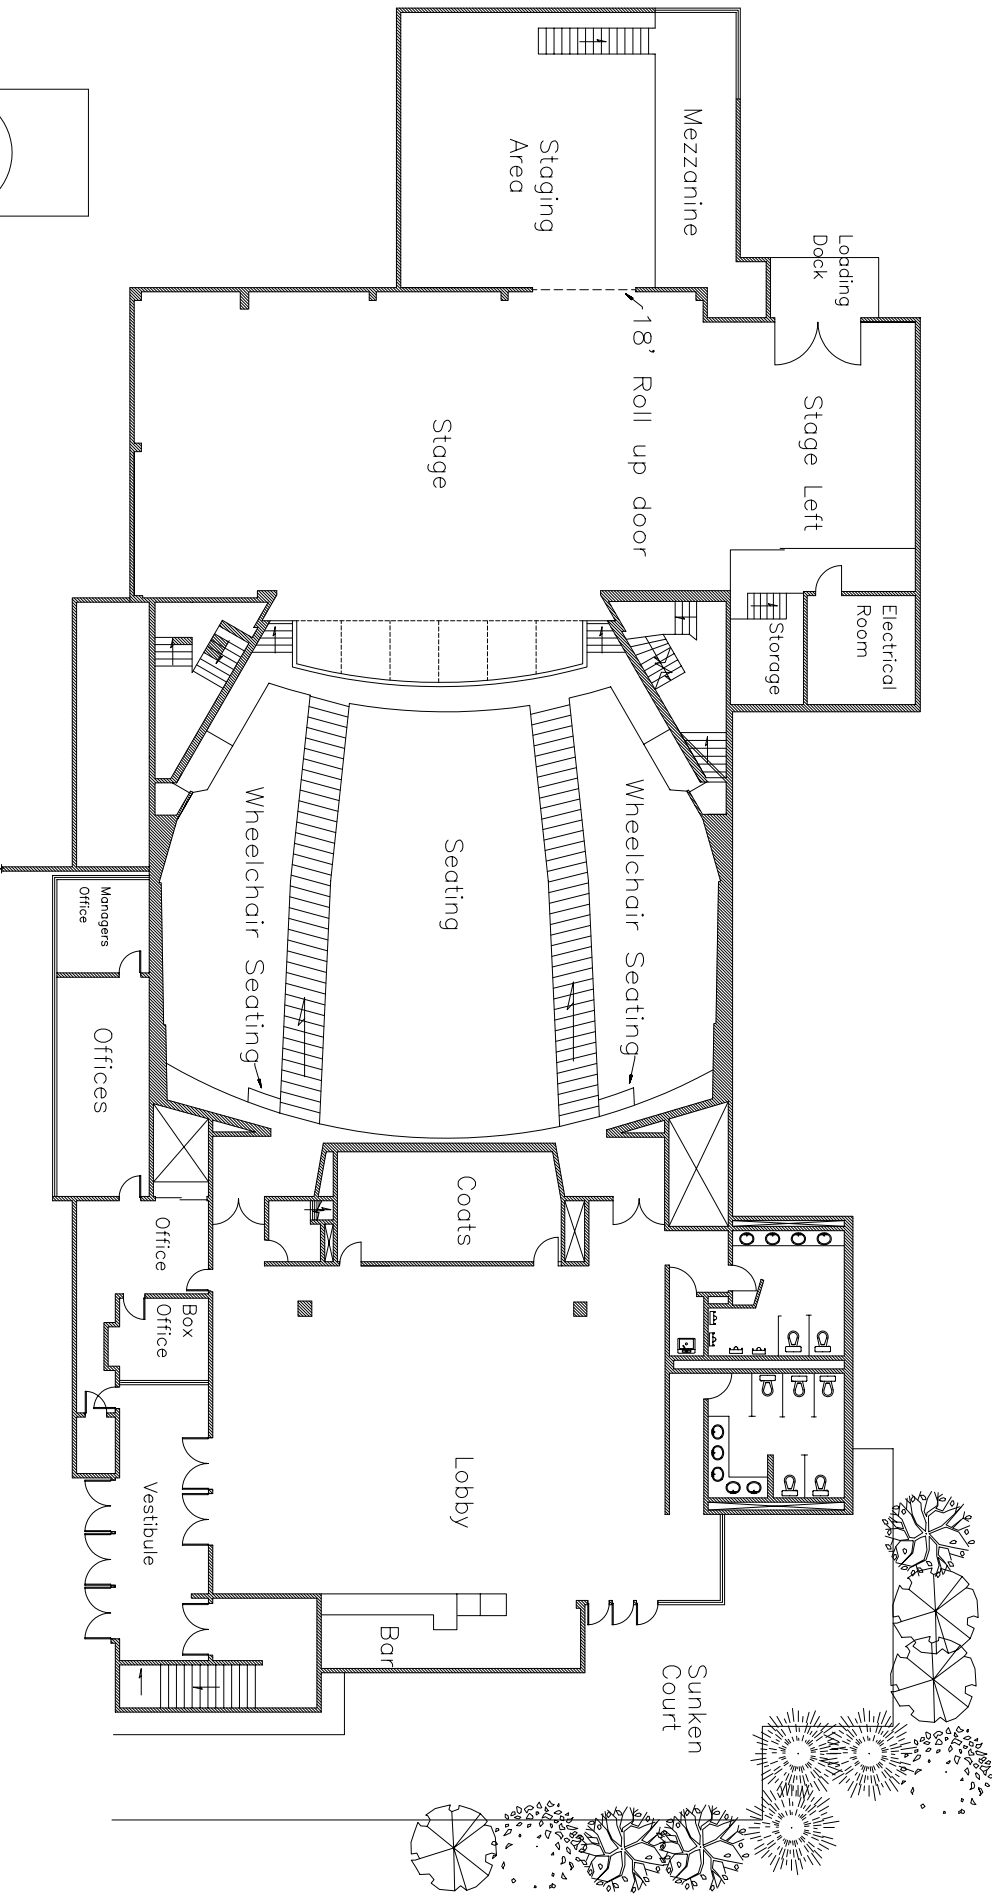 Mezzanine
Staging
Area
Loading
Dock
18' Roll up door
Stage Left
Stage
Electrical
Room
Storage
Wheelchair Seating
Seating
Wheelchair Seating
Managers
Office
Offices
Coats
Office
Box
Office
Lobby
Vestibule
Bar
Sunken
Court